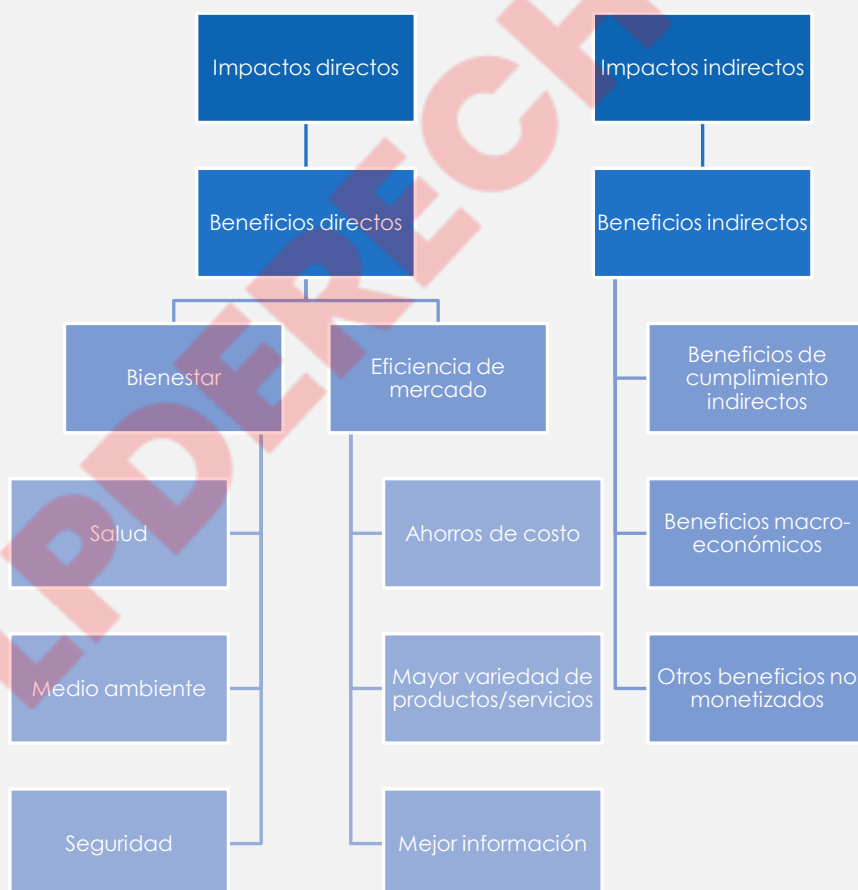 Impactos directos
Impactos indirectos
Beneficios directos
Beneficios indirectos
Bienestar
Eficiencia de
mercado
Beneficios de
cumplimiento
indirectos
Salud
Ahorros de costo
Beneficios macro-
económicos
Medio ambiente
Mayor variedad de
productos/servicios
Otros beneficios no
monetizados
Seguridad
Mejor información
LPDERECH